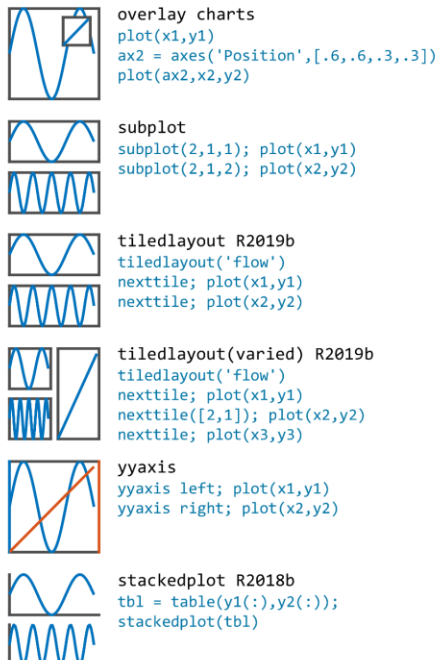 overlay charts
plot(x1,y1)
ax2 = axes('Position',[.6,.6,.3,.3])
plot(ax2,x2,y2)
subplot
subplot(2,1,1); plot(x1,y1)
subplot(2,1,2); plot(x2,y2)
tiledlayout R2019b
tiledlayout('flow')
nexttile; plot(x1,y1)
nexttile; plot(x2,y2)
tiledlayout(varied) R2019b
tiledlayout('flow')
nexttile; plot(x1,y1)
nexttile([2,1]); plot(x2,y2)
nexttile; plot(x3,y3)
yyaxis
yyaxis left; plot(x1,y1)
yyaxis right; plot(x2,y2)
stackedplot R2018b
tbl = table(y1(:),y2(:));
stackedplot(tbl)